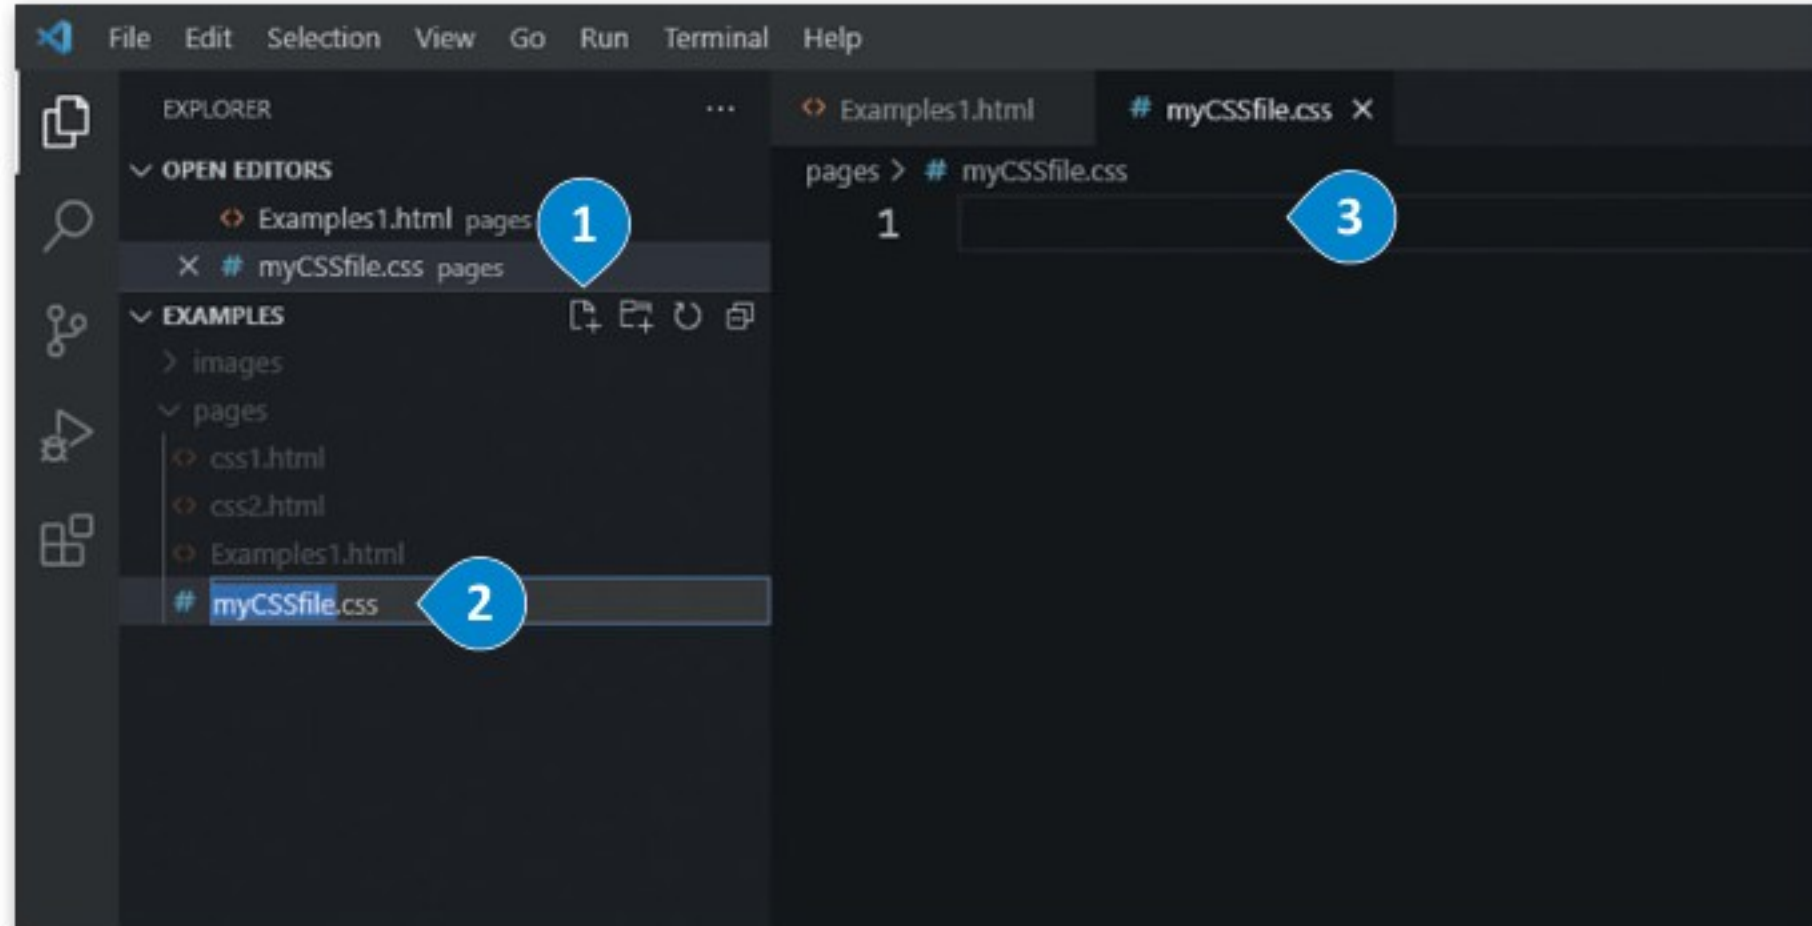 File Edit Selection View Go Run Terminal Help
EXPLORER ...
OPEN EDITORS
Examples1.html pages
# myCSSfile.css pages
1
EXAMPLES
images
pages
css1.html
css2.html
Examples1.html
# myCSSfile.css
2
Examples1.html # myCSSfile.css
pages > # myCSSfile.css
1
3